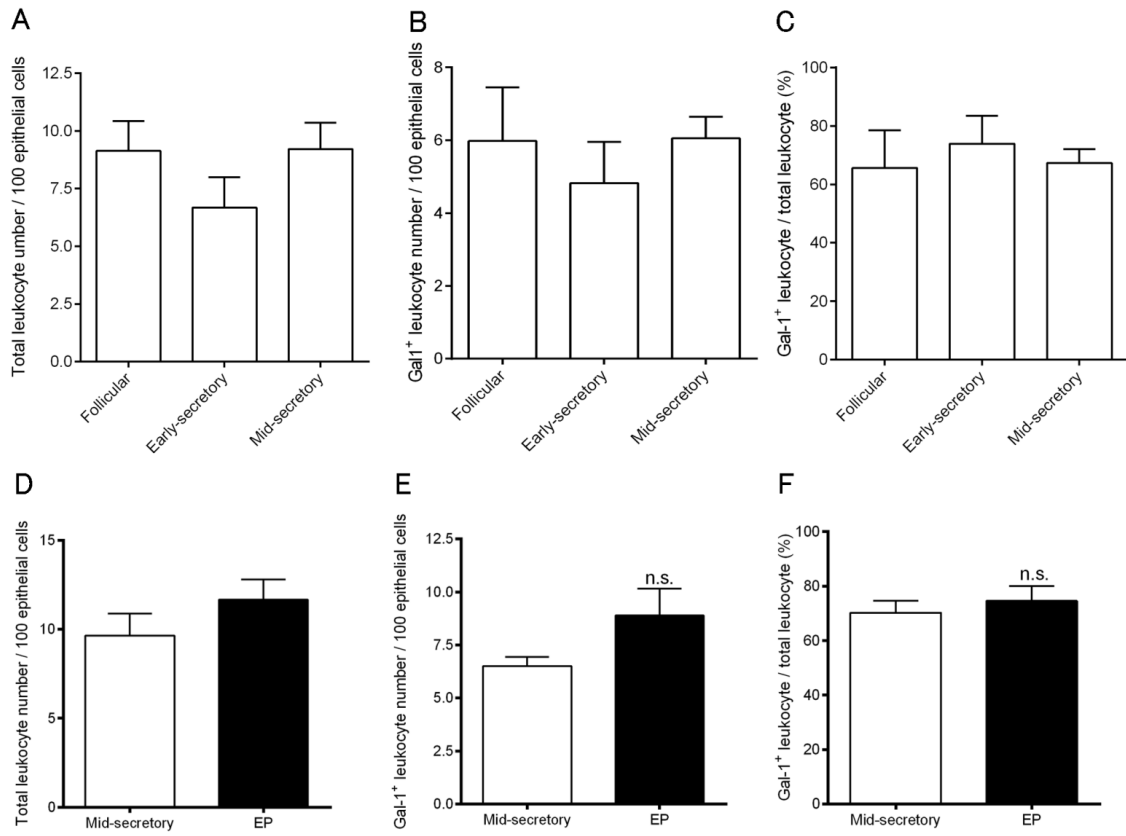 A
Total leukocyte umber / 100 epithelial cells
12.5
10.0
7.5
5.0
2.5
0.0
Follicular
Early-secretory
Mid-secretory
B
Gal1+ leukocyte number / 100 epithelial cells
8
6
4
2
0
Follicular
Early-secretory
Mid-secretory
C
Gal-1+ leukocyte / total leukocyte (%)
100
80
60
40
20
0
Follicular
Early-secretory
Mid-secretory
D
Total leukocyte number / 100 epithelial cells
15
10
5
0
Mid-secretory
EP
E
Gal-1+ leukocyte number / 100 epithelial cells
12.5
10.0
7.5
5.0
2.5
0.0
n.s.
Mid-secretory
EP
F
Gal-1+ leukocyte / total leukocyte (%)
100
80
60
40
20
0
n.s.
Mid-secretory
EP